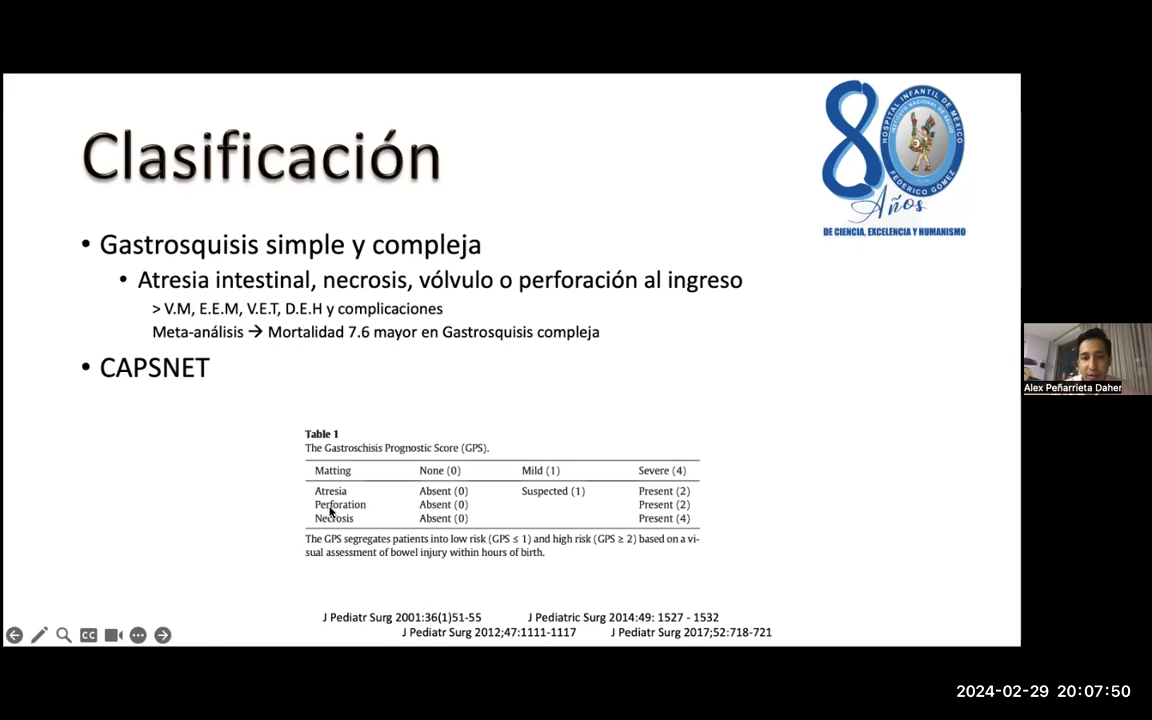 Clasificación
• Gastrosquisis simple y compleja
• Atresia intestinal, necrosis, vólvulo o perforación al ingreso
> V.M, E.E.M, V.E.T, D.E.H y complicaciones
Meta-análisis → Mortalidad 7.6 mayor en Gastrosquisis compleja
• CAPSNET
80
HOSPITAL INFANTIL DE MÉXICO
INSTITUTO NACIONAL DE SALUD
FEDERICO GÓMEZ
Años
DE CIENCIA, EXCELENCIA Y HUMANISMO
Table 1
The Gastroschisis Prognostic Score (GPS).
Matting None (0) Mild (1) Severe (4)
Atresia Absent (0) Suspected (1) Present (2)
Perforation Absent (0) Present (2)
Necrosis Absent (0) Present (4)
The GPS segregates patients into low risk (GPS ≤ 1) and high risk (GPS ≥ 2) based on a vi-
sual assessment of bowel injury within hours of birth.
J Pediatr Surg 2001:36(1)51-55 J Pediatric Surg 2014:49: 1527 - 1532
J Pediatr Surg 2012;47:1111-1117 J Pediatr Surg 2017;52:718-721
CC
Alex Peñarrieta Daher
2024-02-29 20:07:50